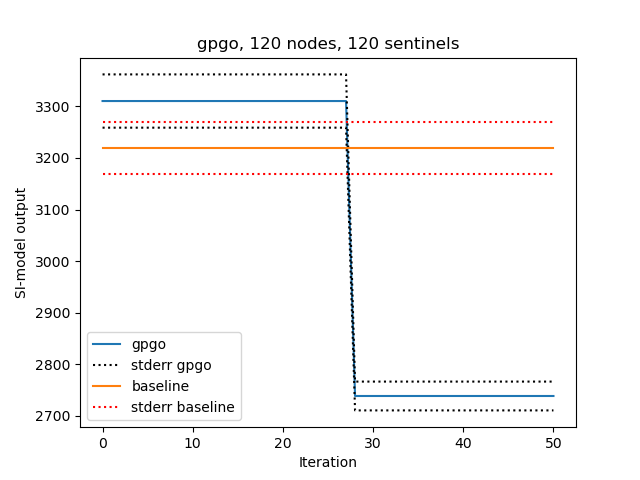 gpgo, 120 nodes, 120 sentinels
3300
3200
3100
3000
2900
2800
2700
SI-model output
gpgo
stderr gpgo
baseline
stderr baseline
0 10 20 30 40 50
Iteration